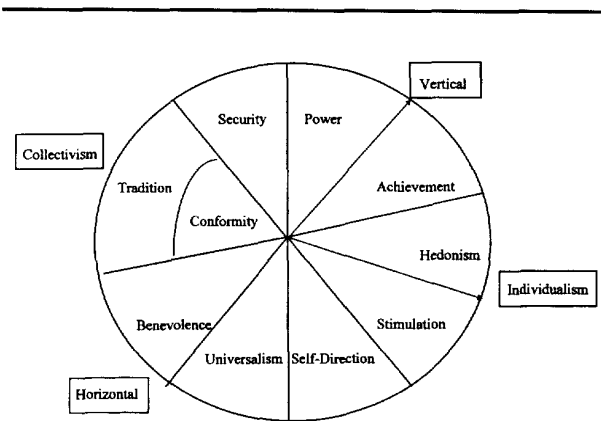 Vertical
Security
Power
Collectivism
Tradition
Achievement
Conformity
Hedonism
Individualism
Benevolence
Stimulation
Universalism
Self-Direction
Horizontal